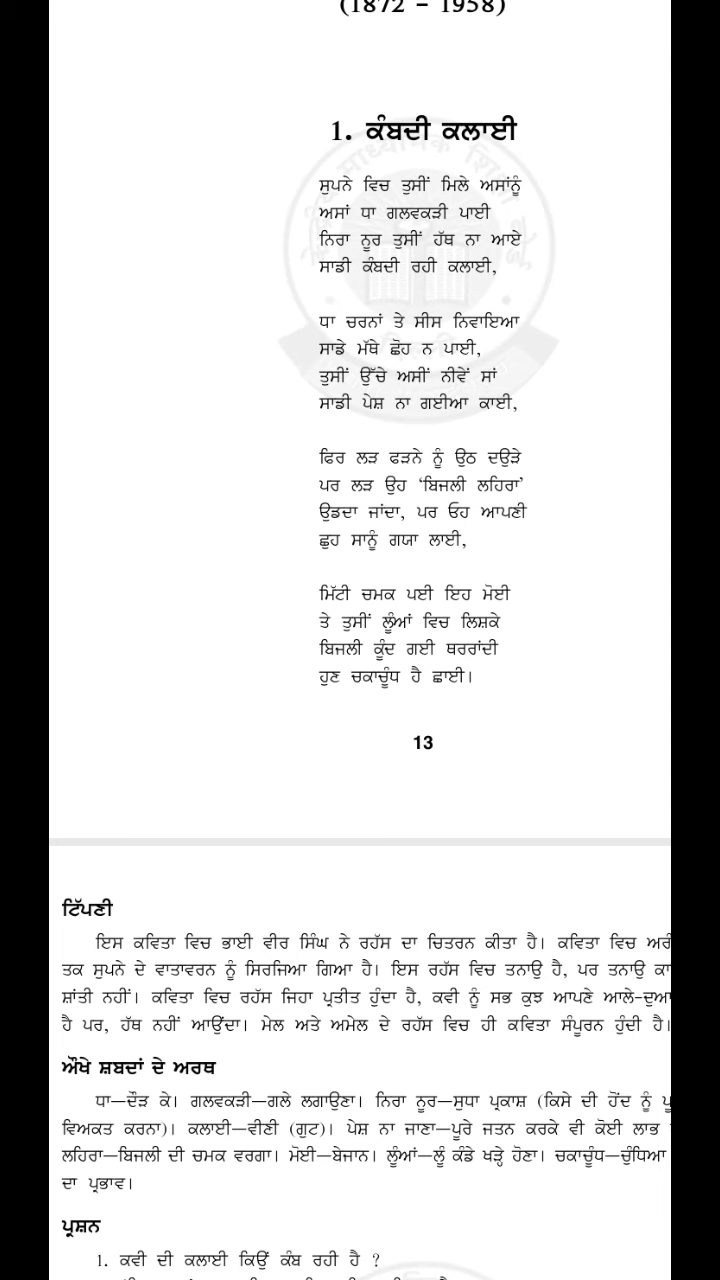 (1872 – 1958)
1. ਕੰਬਦੀ ਕਲਾਈ
ਸੁਪਨੇ ਵਿਚ ਤੁਸੀਂ ਮਿਲੇ ਅਸਾਂਨੂੰ
ਅਸਾਂ ਧਾ ਗਲਵਕੜੀ ਪਾਈ
ਨਿਰਾ ਨੂਰ ਤੁਸੀਂ ਹੱਥ ਨਾ ਆਏ
ਸਾਡੀ ਕੰਬਦੀ ਰਹੀ ਕਲਾਈ,
ਧਾ ਚਰਨਾਂ ਤੇ ਸੀਸ ਨਿਵਾਇਆ
ਸਾਡੇ ਮੱਥੇ ਛੋਹ ਨ ਪਾਈ,
ਤੁਸੀਂ ਉੱਚੇ ਅਸੀਂ ਨੀਵੇਂ ਸਾਂ
ਸਾਡੀ ਪੇਸ਼ ਨਾ ਗਈਆ ਕਾਈ,
ਫਿਰ ਲੜ ਫੜਨੇ ਨੂੰ ਉਠ ਦਉੜੇ
ਪਰ ਲੜ ਉਹ ‘ਬਿਜਲੀ ਲਹਿਰਾ’
ਉਡਦਾ ਜਾਂਦਾ, ਪਰ ਓਹ ਆਪਣੀ
ਛੁਹ ਸਾਨੂੰ ਗਯਾ ਲਾਈ,
ਮਿੱਟੀ ਚਮਕ ਪਈ ਇਹ ਮੋਈ
ਤੇ ਤੁਸੀਂ ਲੂੰਆਂ ਵਿਚ ਲਿਸ਼ਕੇ
ਬਿਜਲੀ ਕੂੰਦ ਗਈ ਥਰਰਾਂਦੀ
ਹੁਣ ਚਕਾਚੂੰਧ ਹੈ ਛਾਈ।
13
ਟਿੱਪਣੀ
ਇਸ ਕਵਿਤਾ ਵਿਚ ਭਾਈ ਵੀਰ ਸਿੰਘ ਨੇ ਰਹੱਸ ਦਾ ਚਿਤਰਨ ਕੀਤਾ ਹੈ। ਕਵਿਤਾ ਵਿਚ
ਤਕ ਸੁਪਨੇ ਦੇ ਵਾਤਾਵਰਨ ਨੂੰ ਸਿਰਜਿਆ ਗਿਆ ਹੈ। ਇਸ ਰਹੱਸ ਵਿਚ ਤਨਾਉ ਹੈ, ਪਰ ਤਨਾਉ
ਸ਼ਾਂਤੀ ਨਹੀਂ। ਕਵਿਤਾ ਵਿਚ ਰਹੱਸ ਜਿਹਾ ਪ੍ਰਤੀਤ ਹੁੰਦਾ ਹੈ, ਕਵੀ ਨੂੰ ਸਭ ਕੁਝ ਆਪਣੇ
ਹੈ ਪਰ, ਹੱਥ ਨਹੀਂ ਆਉਂਦਾ। ਮੇਲ ਅਤੇ ਅਮੇਲ ਦੇ ਰਹੱਸ ਵਿਚ ਹੀ ਕਵਿਤਾ ਸੰਪੂਰਨ ਹੁੰਦੀ ਹੈ।
ਔਖੇ ਸ਼ਬਦਾਂ ਦੇ ਅਰਥ
ਧਾ—ਦੌੜ ਕੇ। ਗਲਵਕੜੀ—ਗਲੇ ਲਗਾਉਣਾ। ਨਿਰਾ ਨੂਰ—ਸੁਧਾ ਪ੍ਰਕਾਸ਼ (ਕਿਸੇ ਦੀ ਹੋਂਦ ਨੂੰ
ਵਿਅਕਤ ਕਰਨਾ)। ਕਲਾਈ—ਵੀਣੀ (ਗੁਟ)। ਪੇਸ਼ ਨਾ ਜਾਣਾ—ਪੂਰੇ ਜਤਨ ਕਰਕੇ ਵੀ ਕੋਈ ਲਾਭ
ਲਹਿਰਾ—ਬਿਜਲੀ ਦੀ ਚਮਕ ਵਰਗਾ। ਮੋਈ—ਬੇਜਾਨ। ਲੂੰਆਂ—ਲੂੰ ਕੰਡੇ ਖੜ੍ਹੇ ਹੋਣਾ। ਚਕਾਚੂੰਧ—ਚੁੰਧਿਆ
ਦਾ ਪ੍ਰਭਾਵ।
ਪ੍ਰਸ਼ਨ
1. ਕਵੀ ਦੀ ਕਲਾਈ ਕਿਉਂ ਕੰਬ ਰਹੀ ਹੈ ?